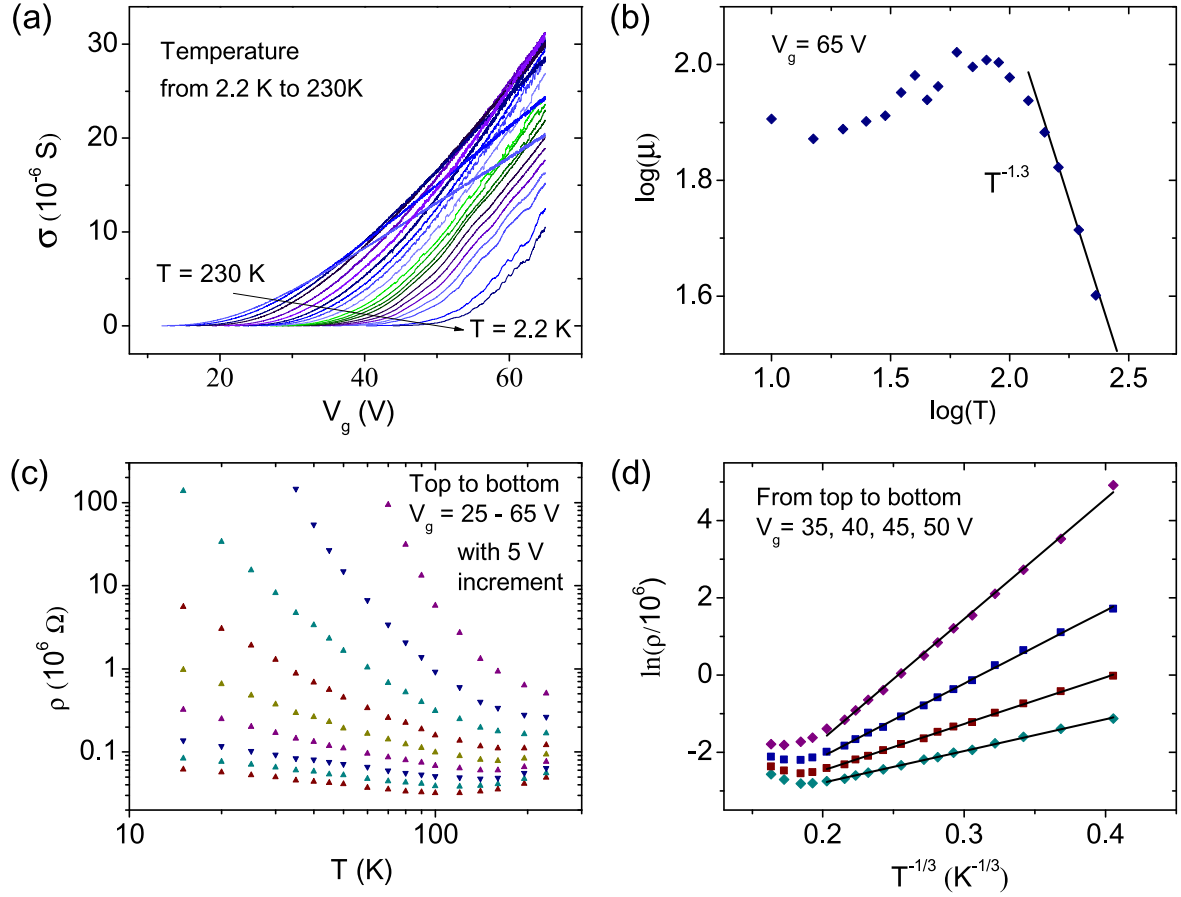 (a)
30
20
10
0
σ (10⁻⁶ S)
Temperature
from 2.2 K to 230K
T = 230 K
T = 2.2 K
20 40 60
V_g (V)
(b)
2.0
1.8
1.6
log(μ)
V_g = 65 V
T⁻¹·³
1.0 1.5 2.0 2.5
log(T)
(c)
100
10
1
0.1
ρ (10⁶ Ω)
Top to bottom
V_g = 25 - 65 V
with 5 V
increment
10 100
T (K)
(d)
4
2
0
-2
ln(ρ/10⁶)
From top to bottom
V_g = 35, 40, 45, 50 V
0.2 0.3 0.4
T⁻¹ᐟ³ (K⁻¹ᐟ³)